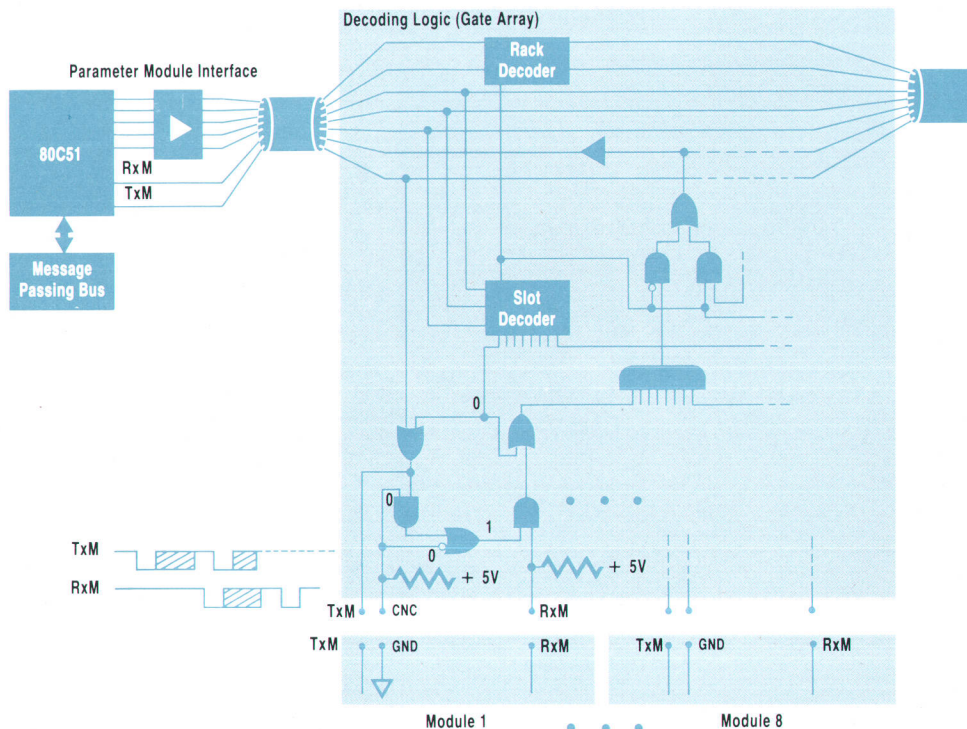 Decoding Logic (Gate Array)
Rack
Decoder
Parameter Module Interface
80C51
RxM
TxM
Message
Passing Bus
Slot
Decoder
0
0
1
0
TxM
RxM
+ 5V
+ 5V
TxM
CNC
RxM
TxM
GND
RxM
TxM
GND
RxM
Module 1
Module 8